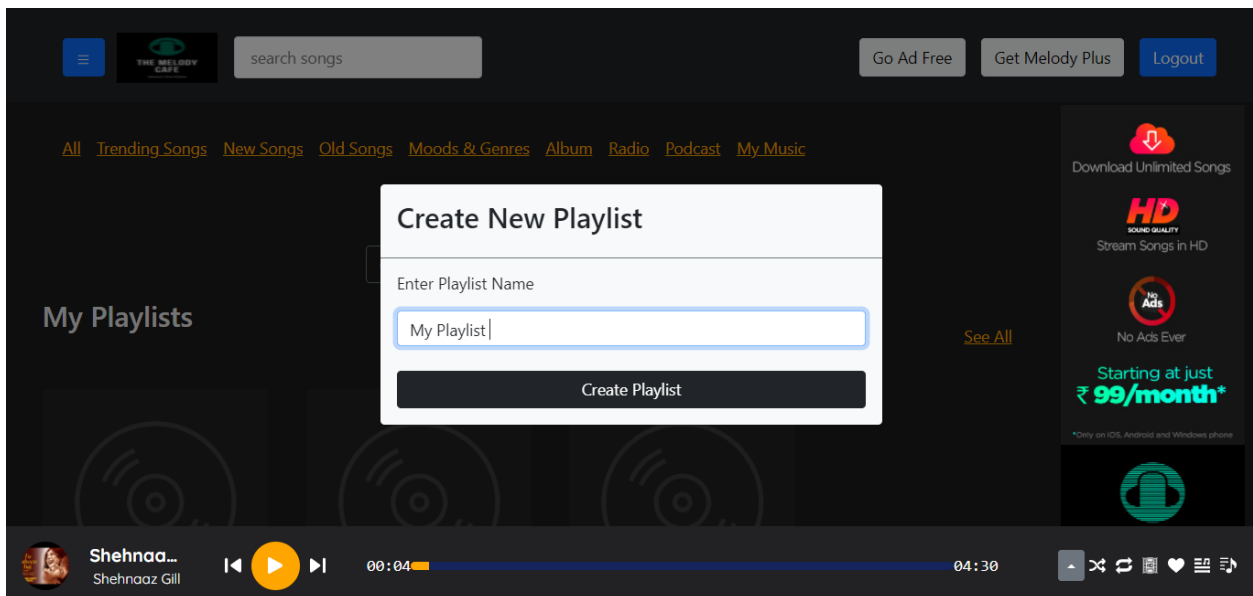 THE MELODY
CAFE
search songs
Go Ad Free
Get Melody Plus
Logout
All Trending Songs New Songs Old Songs Moods & Genres Album Radio Podcast My Music
Create New Playlist
Enter Playlist Name
My Playlist
Create Playlist
My Playlists
See All
Download Unlimited Songs
HD
SOUND QUALITY
Stream Songs in HD
No
Ads
No Ads Ever
Starting at just
₹ 99/month*
*Only on iOS, Android and Windows phone
Shehnaa...
Shehnaaz Gill
00:04
04:30